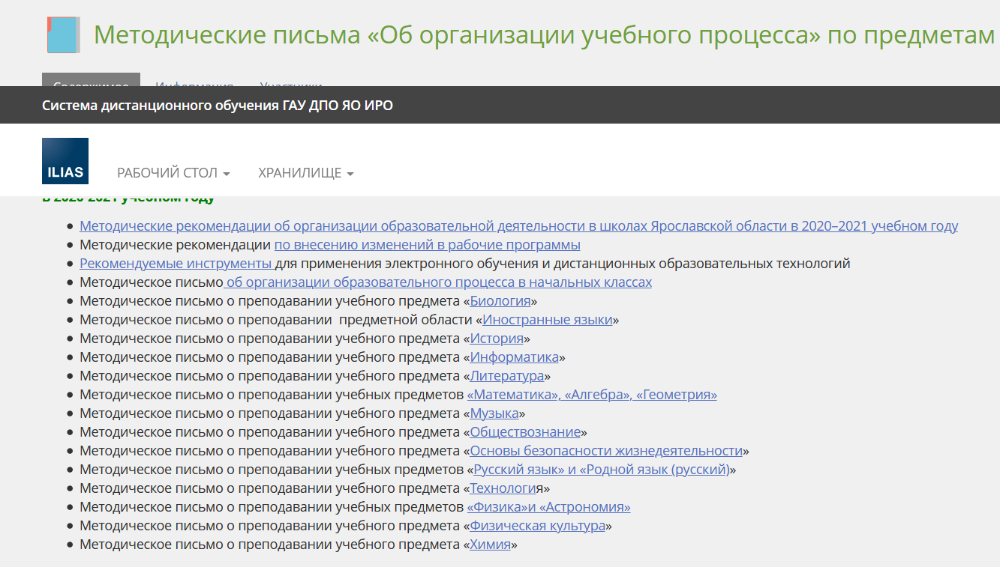 Методические письма «Об организации учебного процесса» по предметам
Содержимое Информация Участники
Система дистанционного обучения ГАУ ДПО ЯО ИРО
ILIAS РАБОЧИЙ СТОЛ ХРАНИЛИЩЕ
в 2020-2021 учебном году
Методические рекомендации об организации образовательной деятельности в школах Ярославской области в 2020–2021 учебном году
Методические рекомендации по внесению изменений в рабочие программы
Рекомендуемые инструменты для применения электронного обучения и дистанционных образовательных технологий
Методическое письмо об организации образовательного процесса в начальных классах
Методическое письмо о преподавании учебного предмета «Биология»
Методическое письмо о преподавании  предметной области «Иностранные языки»
Методическое письмо о преподавании учебного предмета «История»
Методическое письмо о преподавании учебного предмета «Информатика»
Методическое письмо о преподавании учебного предмета «Литература»
Методическое письмо о преподавании учебных предметов «Математика», «Алгебра», «Геометрия»
Методическое письмо о преподавании учебного предмета «Музыка»
Методическое письмо о преподавании учебного предмета «Обществознание»
Методическое письмо о преподавании учебного предмета «Основы безопасности жизнедеятельности»
Методическое письмо о преподавании учебных предметов «Русский язык» и «Родной язык (русский)»
Методическое письмо о преподавании учебного предмета «Технология»
Методическое письмо о преподавании учебных предметов «Физика»и «Астрономия»
Методическое письмо о преподавании учебного предмета «Физическая культура»
Методическое письмо о преподавании учебного предмета «Химия»